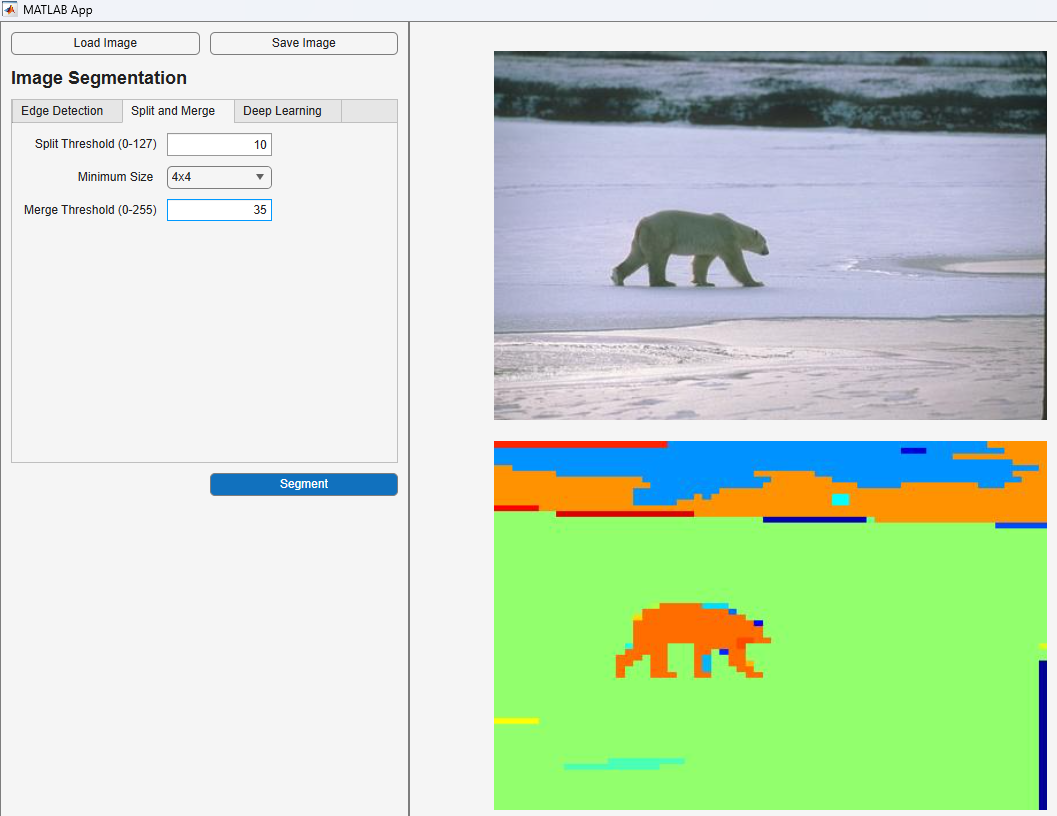 MATLAB App
Load Image
Save Image
Image Segmentation
Edge Detection
Split and Merge
Deep Learning
Split Threshold (0-127)
10
Minimum Size
4x4
Merge Threshold (0-255)
35
Segment